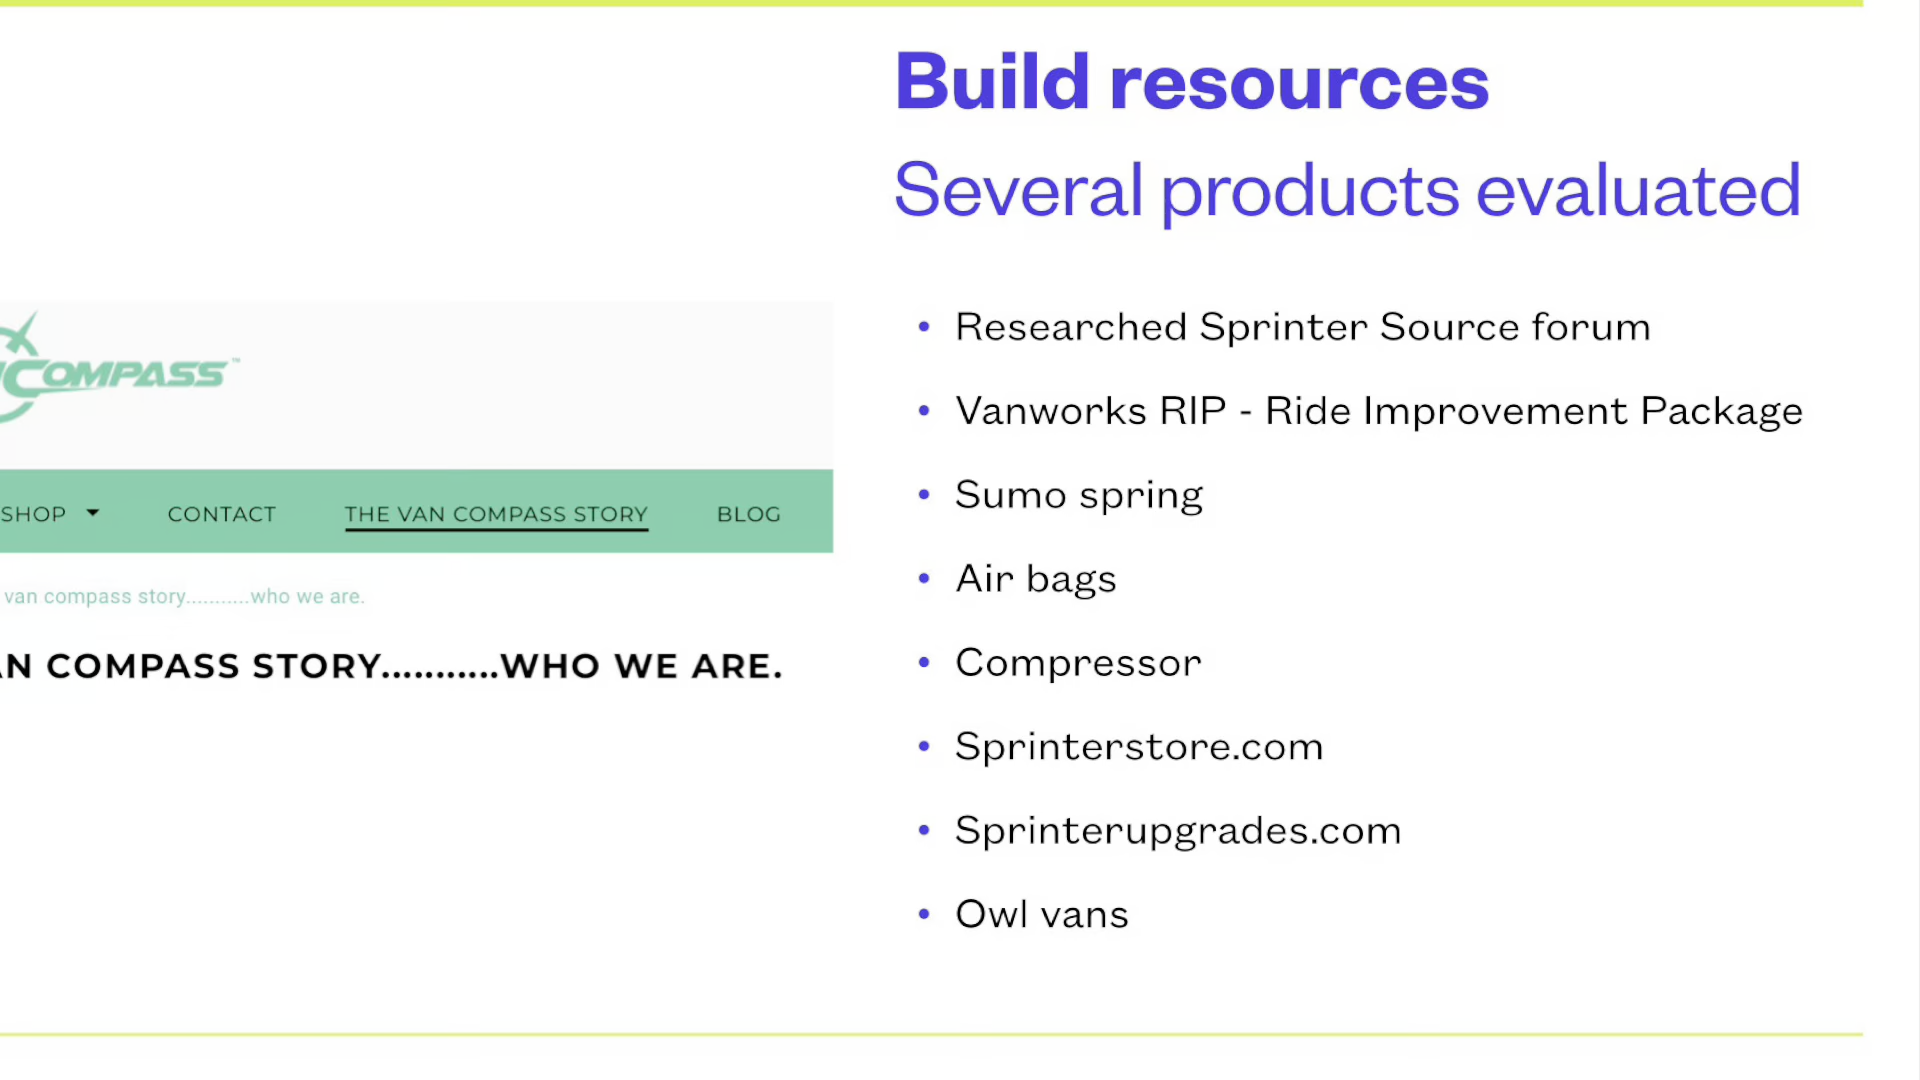 Build resources
Several products evaluated
COMPASS™
SHOP
CONTACT
THE VAN COMPASS STORY
BLOG
van compass story...........who we are.
AN COMPASS STORY...........WHO WE ARE.
• Researched Sprinter Source forum
• Vanworks RIP - Ride Improvement Package
• Sumo spring
• Air bags
• Compressor
• Sprinterstore.com
• Sprinterupgrades.com
• Owl vans